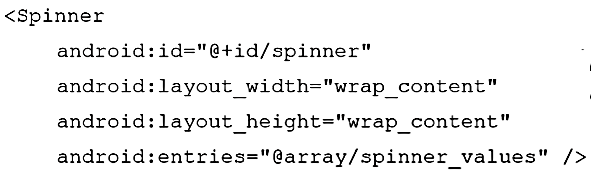 <Spinner
    android:id="@+id/spinner"
    android:layout_width="wrap_content"
    android:layout_height="wrap_content"
    android:entries="@array/spinner_values" />